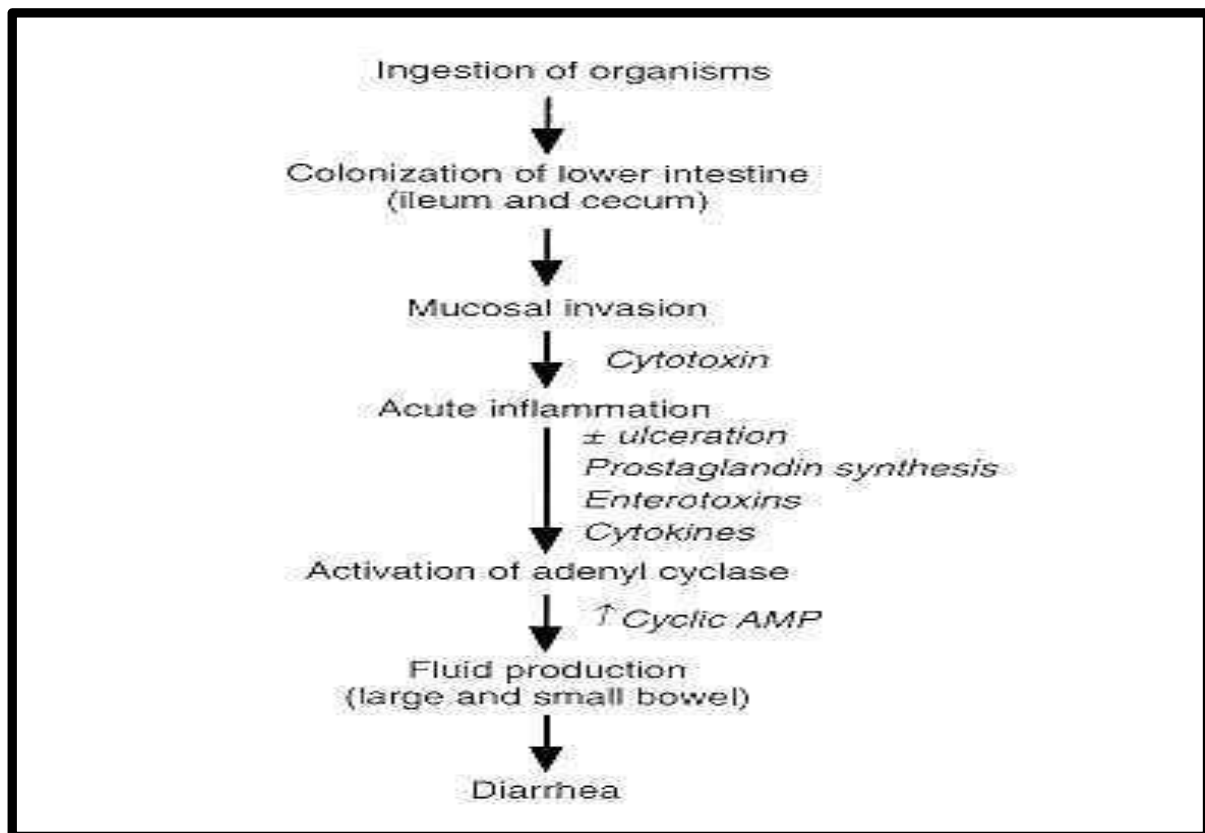 Ingestion of organisms
Colonization of lower intestine
(ileum and cecum)
Mucosal invasion
Cytotoxin
Acute inflammation
± ulceration
Prostaglandin synthesis
Enterotoxins
Cytokines
Activation of adenyl cyclase
↑ Cyclic AMP
Fluid production
(large and small bowel)
Diarrhea